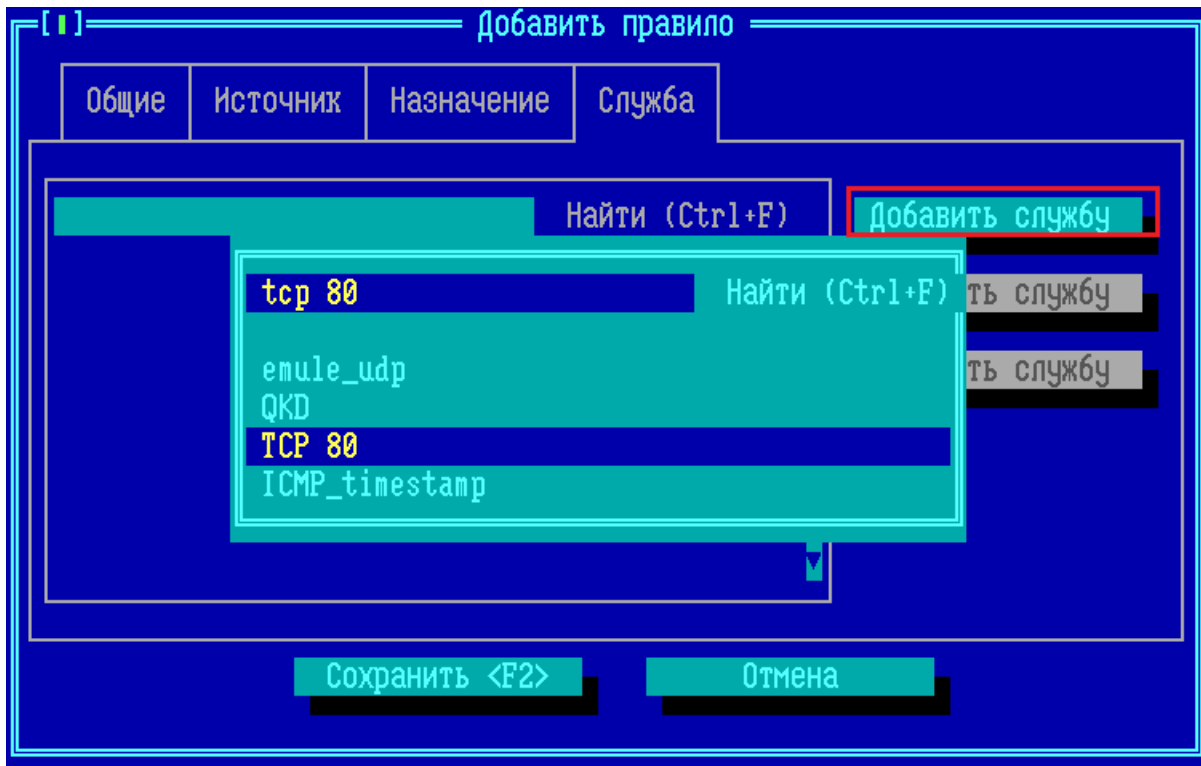 [ ] Добавить правило
Общие Источник Назначение Служба
Найти (Ctrl+F) Добавить службу
tcp 80 Найти (Ctrl+F) ть службу
emule_udp ть службу
QKD
TCP 80
ICMP_timestamp
Сохранить <F2> Отмена